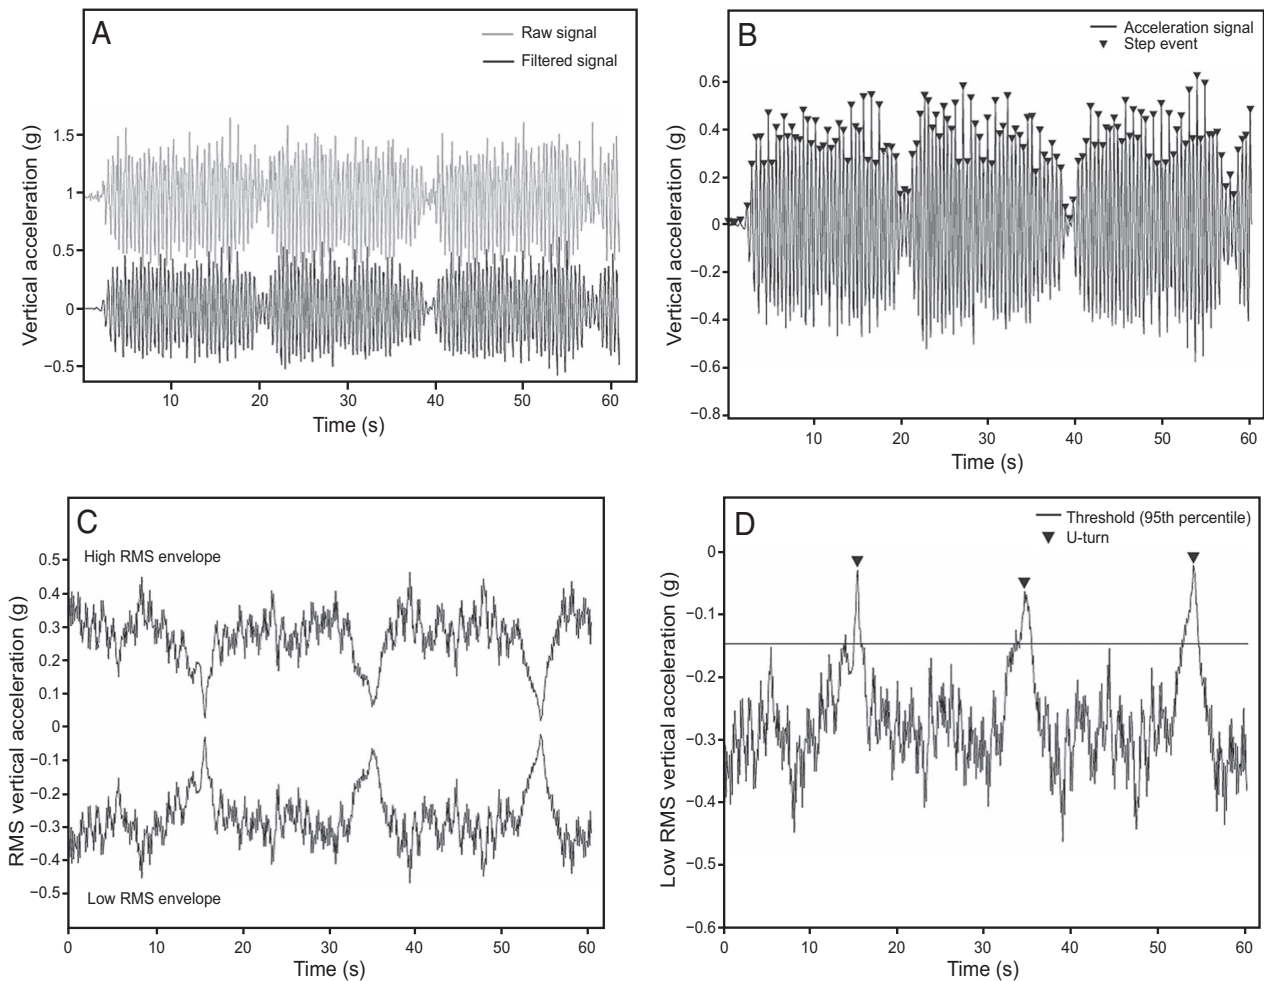 A
Raw signal
Filtered signal
Vertical acceleration (g)
1.5
1
0.5
0
−0.5
10
20
30
40
50
60
Time (s)
B
Acceleration signal
Step event
Vertical acceleration (g)
0.6
0.4
0.2
0
−0.2
−0.4
−0.6
−0.8
10
20
30
40
50
60
Time (s)
C
High RMS envelope
RMS vertical acceleration (g)
0.5
0.4
0.3
0.2
0.1
0
−0.1
−0.2
−0.3
−0.4
−0.5
Low RMS envelope
0
10
20
30
40
50
60
Time (s)
D
Threshold (95th percentile)
U-turn
Low RMS vertical acceleration (g)
0
−0.1
−0.2
−0.3
−0.4
−0.5
−0.6
0
10
20
30
40
50
60
Time (s)